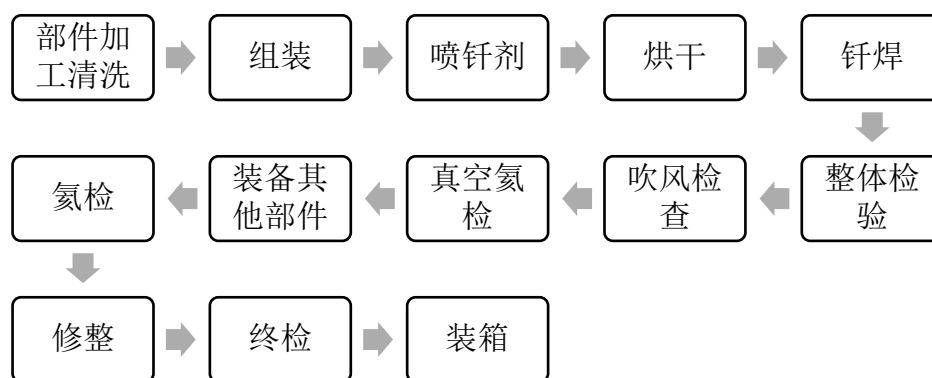 部件加
工清洗
组装
喷钎剂
烘干
钎焊
整体检
验
吹风检
查
真空氦
检
装备其
他部件
氦检
修整
终检
装箱